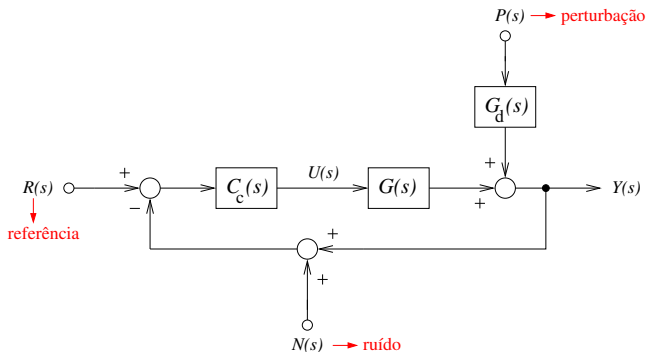 P(s) perturbação
G_d(s)
+
+
R(s)
+
−
C_c(s)
U(s)
G(s)
+
Y(s)
referência
+
+
N(s) ruído